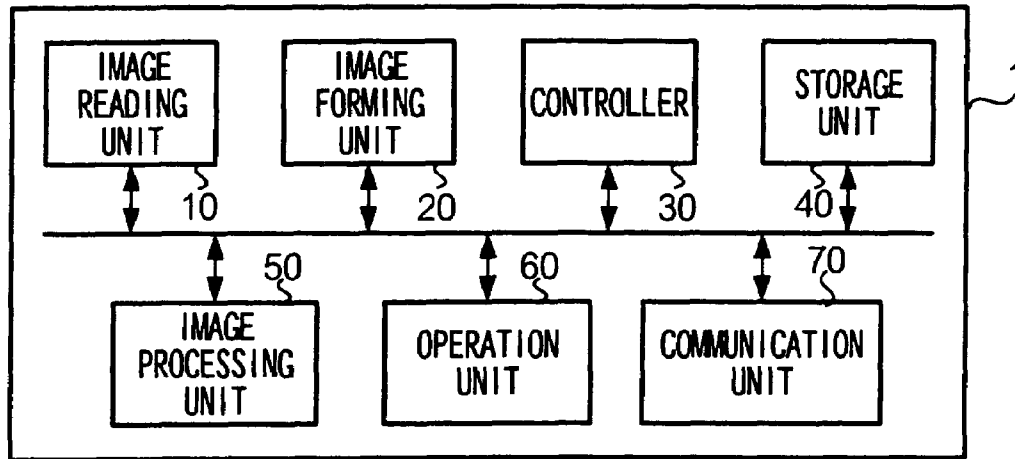 IMAGE
READING
UNIT
10
IMAGE
FORMING
UNIT
20
CONTROLLER
30
STORAGE
UNIT
40
IMAGE
PROCESSING
UNIT
50
OPERATION
UNIT
60
COMMUNICATION
UNIT
70